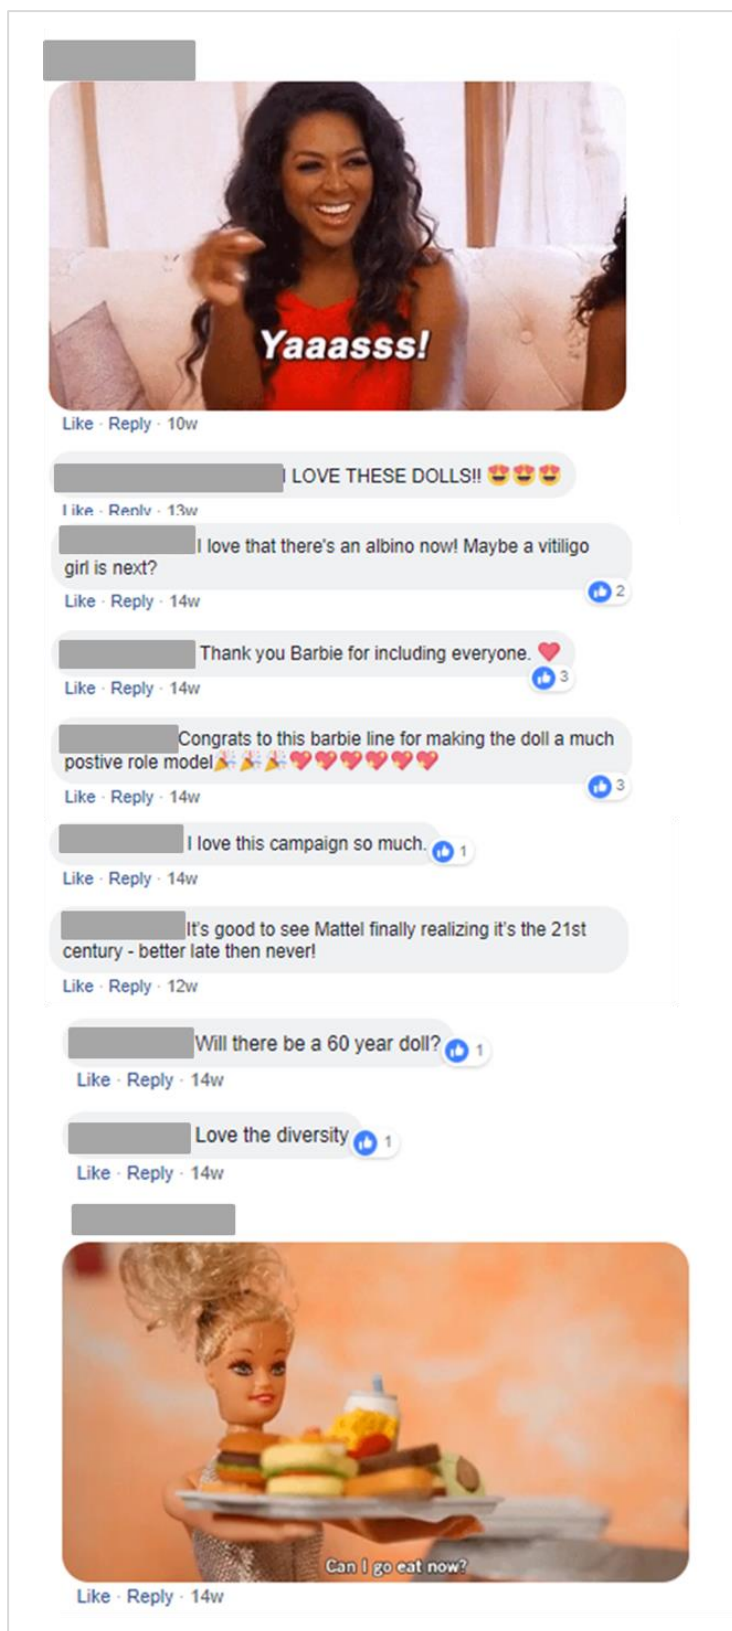 Yaaasss!
Like · Reply · 10w
I LOVE THESE DOLLS!! 😍😍😍
Like · Reply · 13w
I love that there's an albino now! Maybe a vitiligo
girl is next?
2
Like · Reply · 14w
Thank you Barbie for including everyone. ❤️
3
Like · Reply · 14w
Congrats to this barbie line for making the doll a much
postive role model🎉🎉🎉💖💖💖💖💖💖
3
Like · Reply · 14w
I love this campaign so much.
1
Like · Reply · 14w
It's good to see Mattel finally realizing it's the 21st
century - better late then never!
Like · Reply · 12w
Will there be a 60 year doll?
1
Like · Reply · 14w
Love the diversity
1
Like · Reply · 14w
Can I go eat now?
Like · Reply · 14w